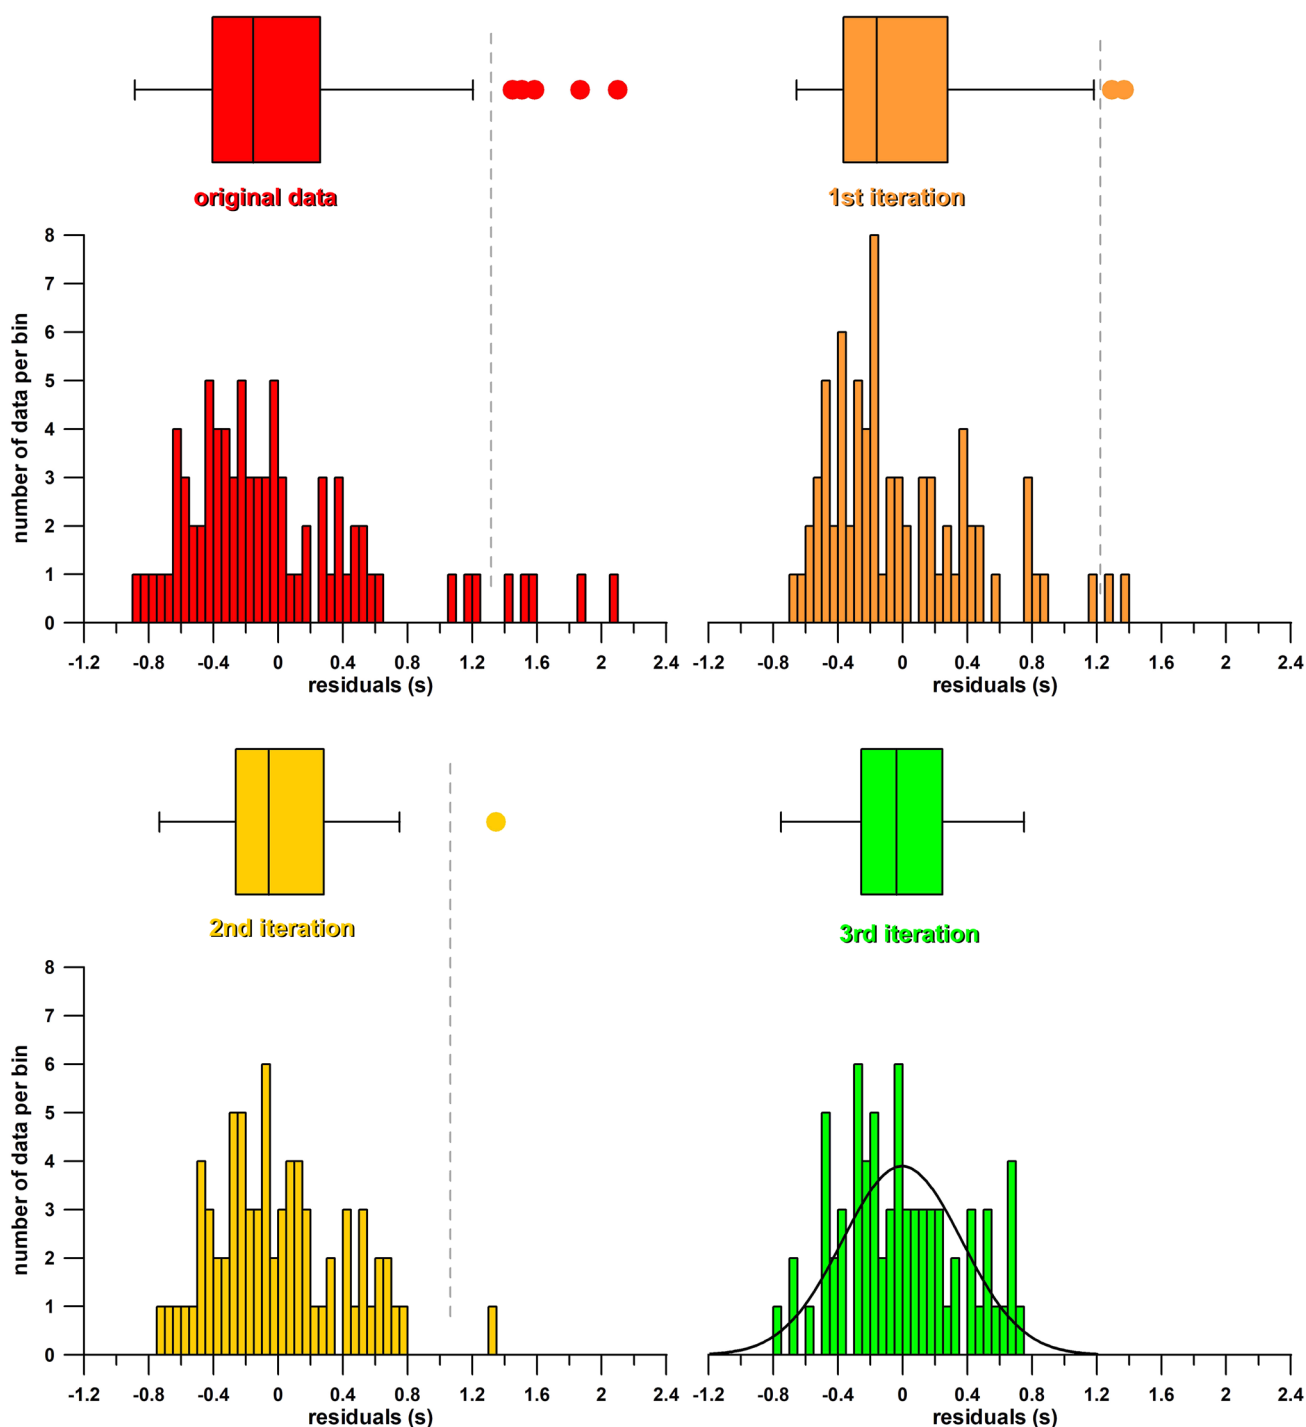 original data
1st iteration
8
7
6
5
4
3
2
1
0
number of data per bin
-1.2 -0.8 -0.4 0 0.4 0.8 1.2 1.6 2 2.4
residuals (s)
-1.2 -0.8 -0.4 0 0.4 0.8 1.2 1.6 2 2.4
residuals (s)
2nd iteration
3rd iteration
8
7
6
5
4
3
2
1
0
number of data per bin
-1.2 -0.8 -0.4 0 0.4 0.8 1.2 1.6 2 2.4
residuals (s)
-1.2 -0.8 -0.4 0 0.4 0.8 1.2 1.6 2 2.4
residuals (s)